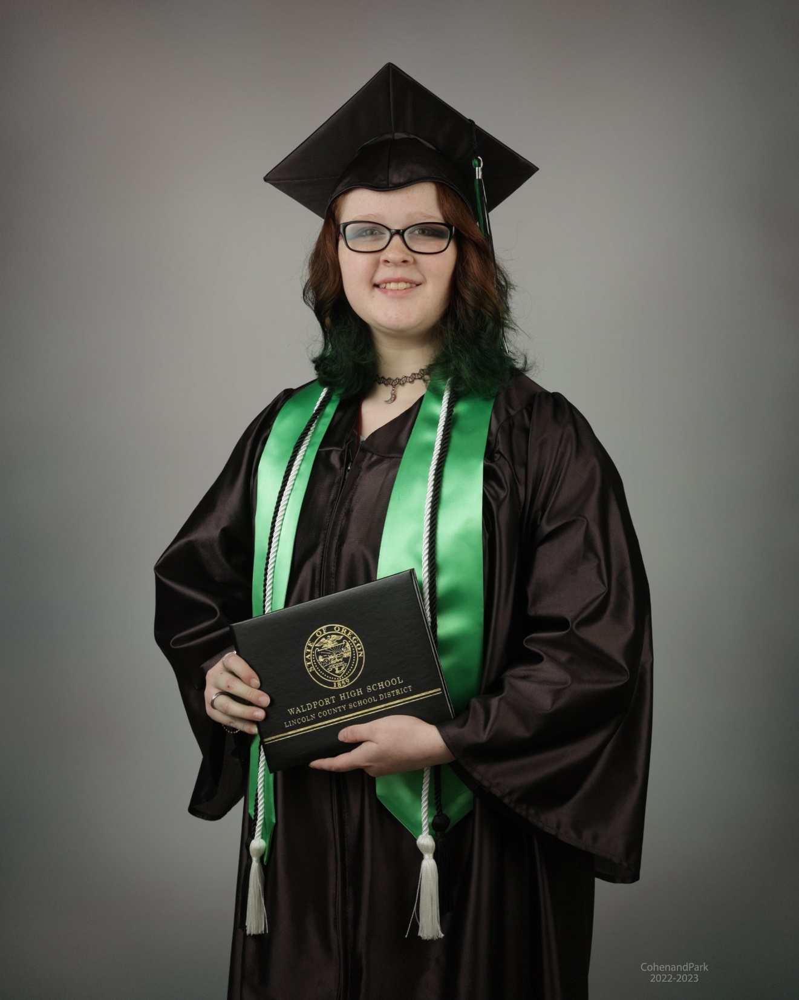 STATE OF OREGON
1859
WALDPORT HIGH SCHOOL
LINCOLN COUNTY SCHOOL DISTRICT
CohenandPark
2022-2023